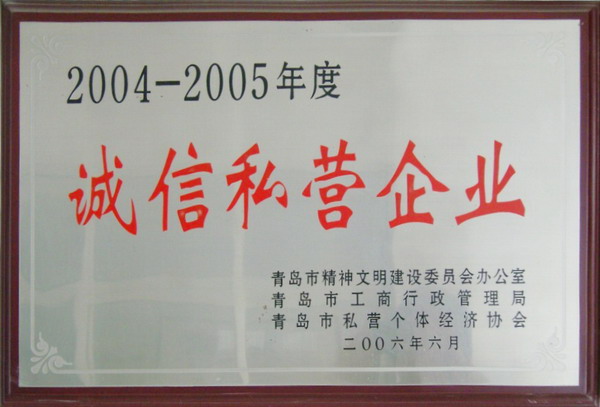 2004-2005年度
诚信私营企业
青岛市精神文明建设委员会办公室
青岛市工商行政管理局
青岛市私营个体经济协会
二00六年六月